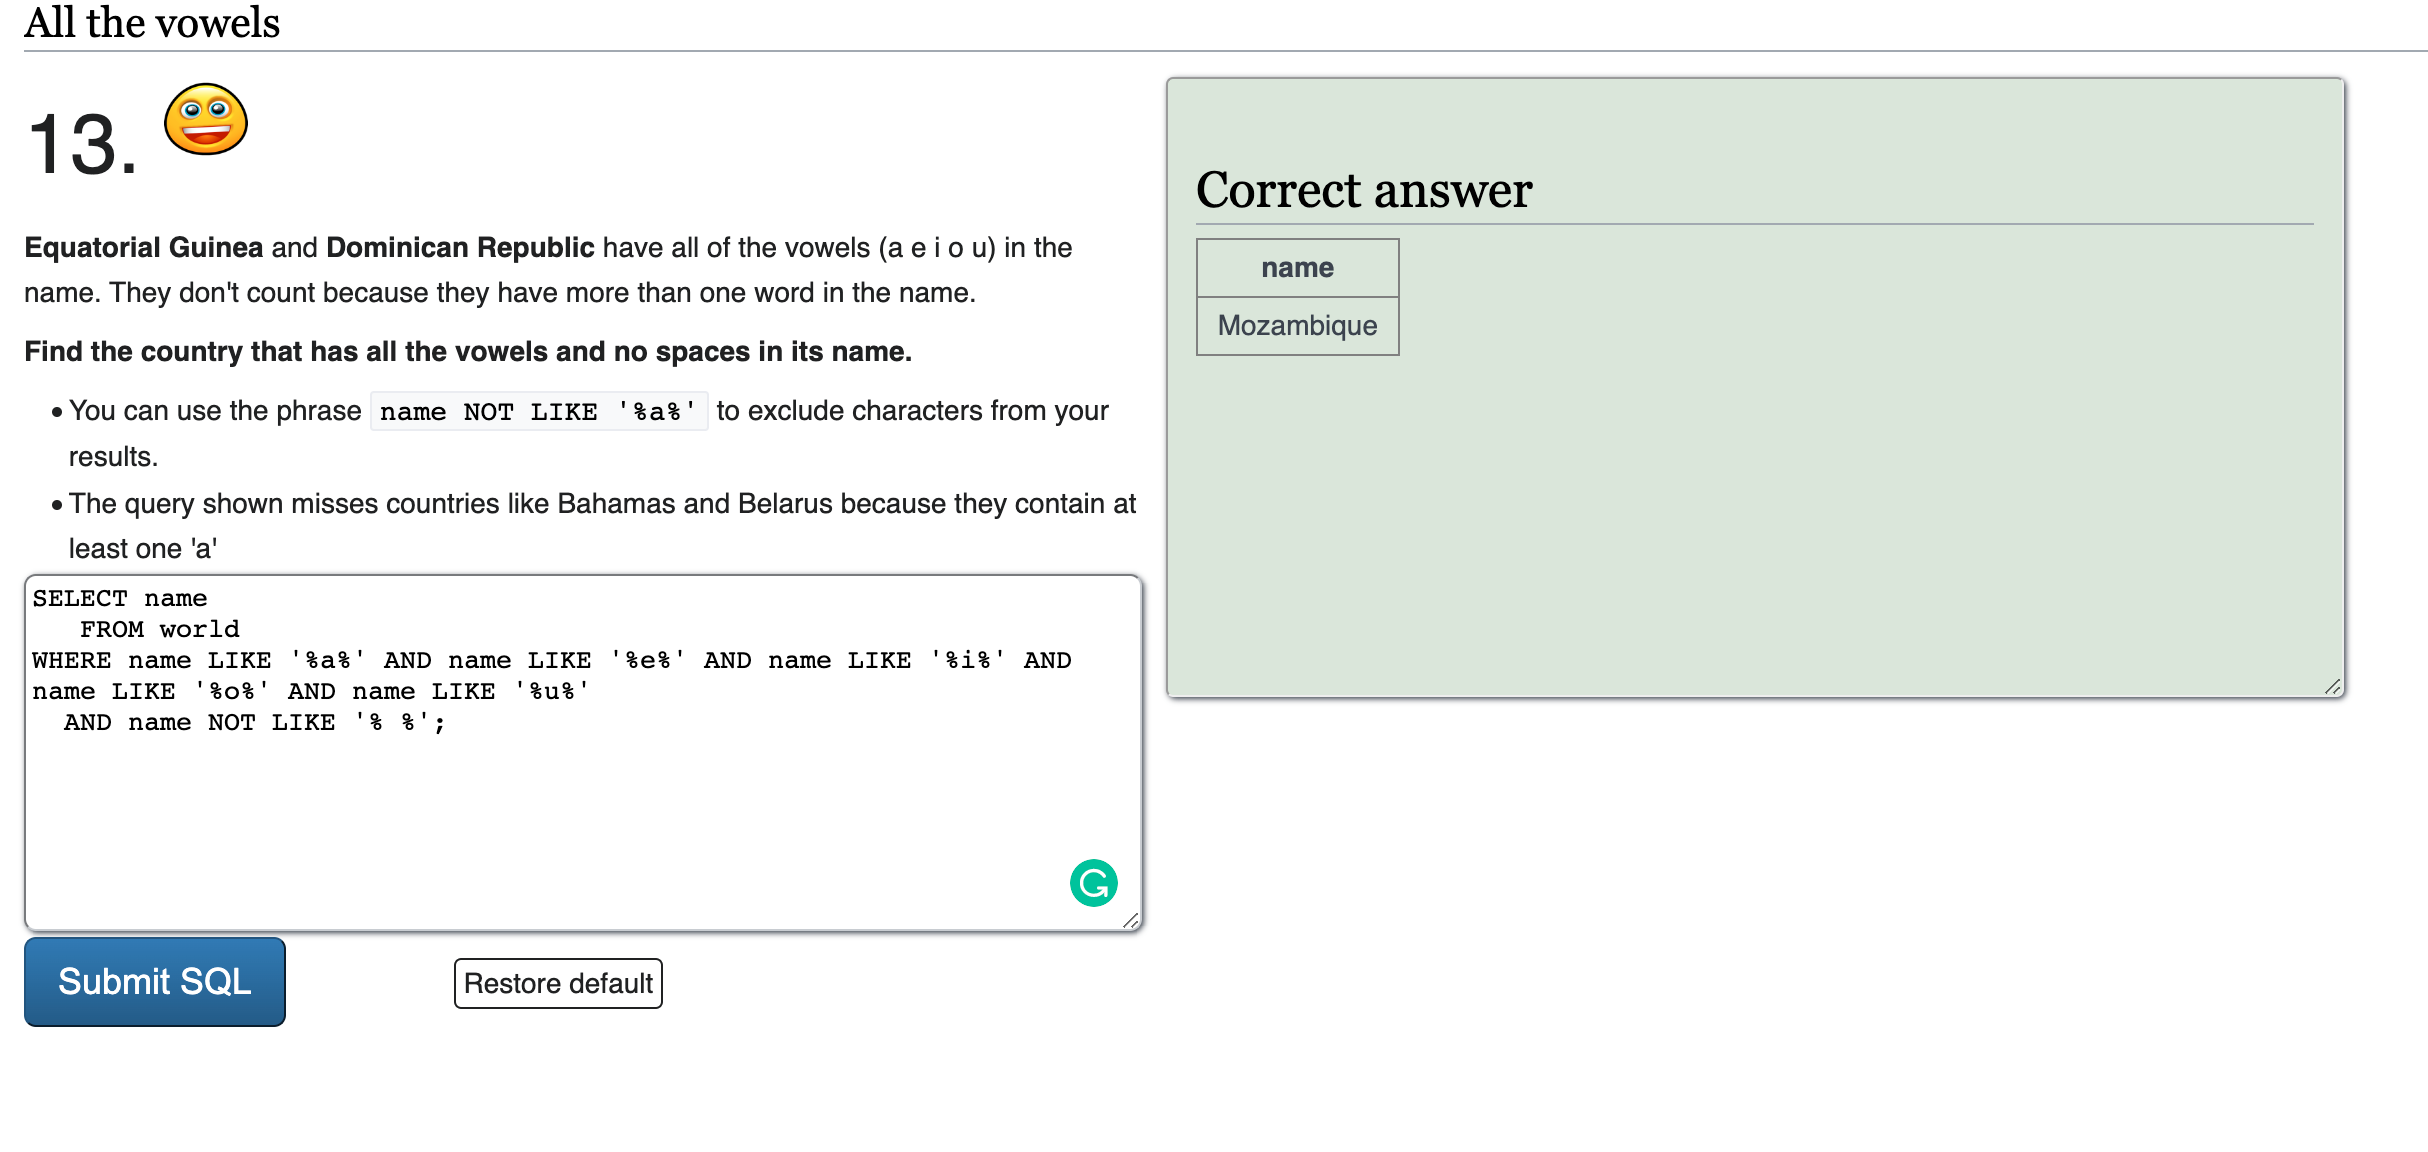 All the vowels
13.
Equatorial Guinea and Dominican Republic have all of the vowels (a e i o u) in the
name. They don't count because they have more than one word in the name.
Find the country that has all the vowels and no spaces in its name.
• You can use the phrase name NOT LIKE '%a%' to exclude characters from your
results.
• The query shown misses countries like Bahamas and Belarus because they contain at
least one 'a'
SELECT name
FROM world
WHERE name LIKE '%a%' AND name LIKE '%e%' AND name LIKE '%i%' AND
name LIKE '%o%' AND name LIKE '%u%'
AND name NOT LIKE '% %';
Submit SQL
Restore default
Correct answer
name
Mozambique